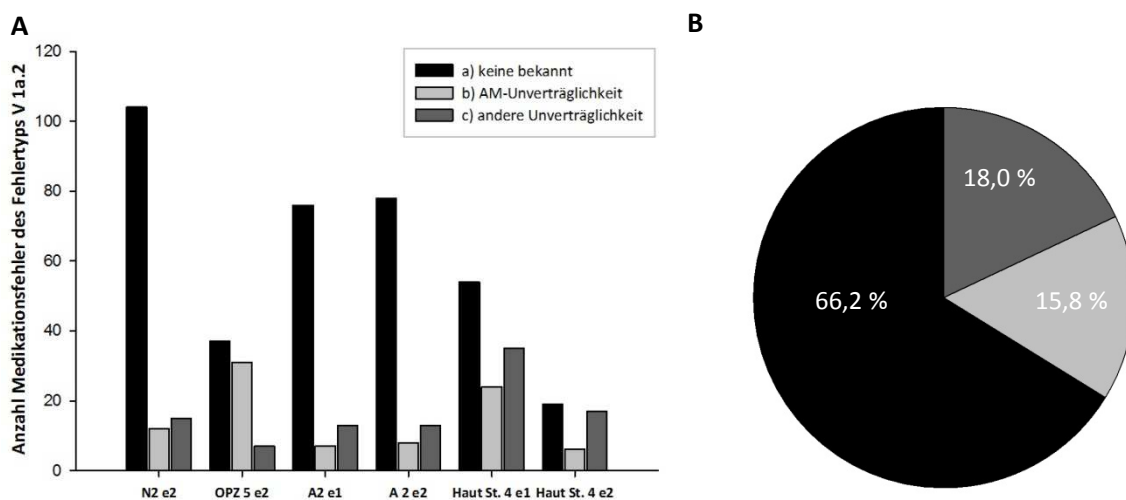 A
B
Anzahl Medikationsfehler des Fehlertyps V 1a.2
120
100
80
60
40
20
0
a) keine bekannt
b) AM-Unverträglichkeit
c) andere Unverträglichkeit
N2 e2
OPZ 5 e2
A2 e1
A 2 e2
Haut St. 4 e1
Haut St. 4 e2
18,0 %
66,2 %
15,8 %